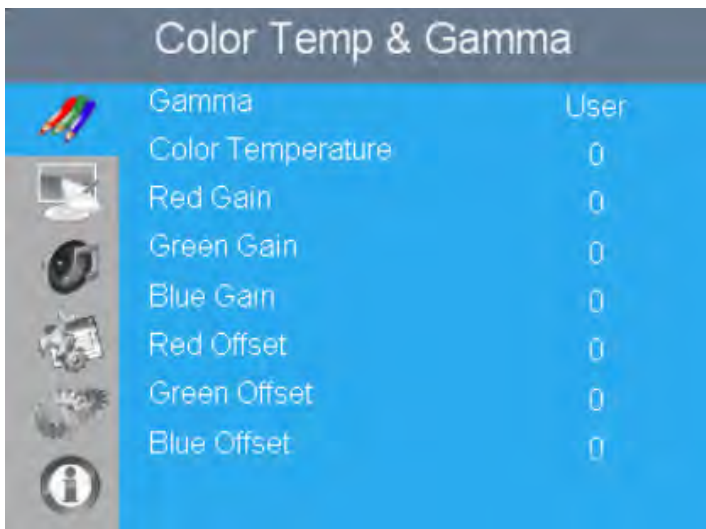 Color Temp & Gamma
Gamma User
Color Temperature 0
Red Gain 0
Green Gain 0
Blue Gain 0
Red Offset 0
Green Offset 0
Blue Offset 0